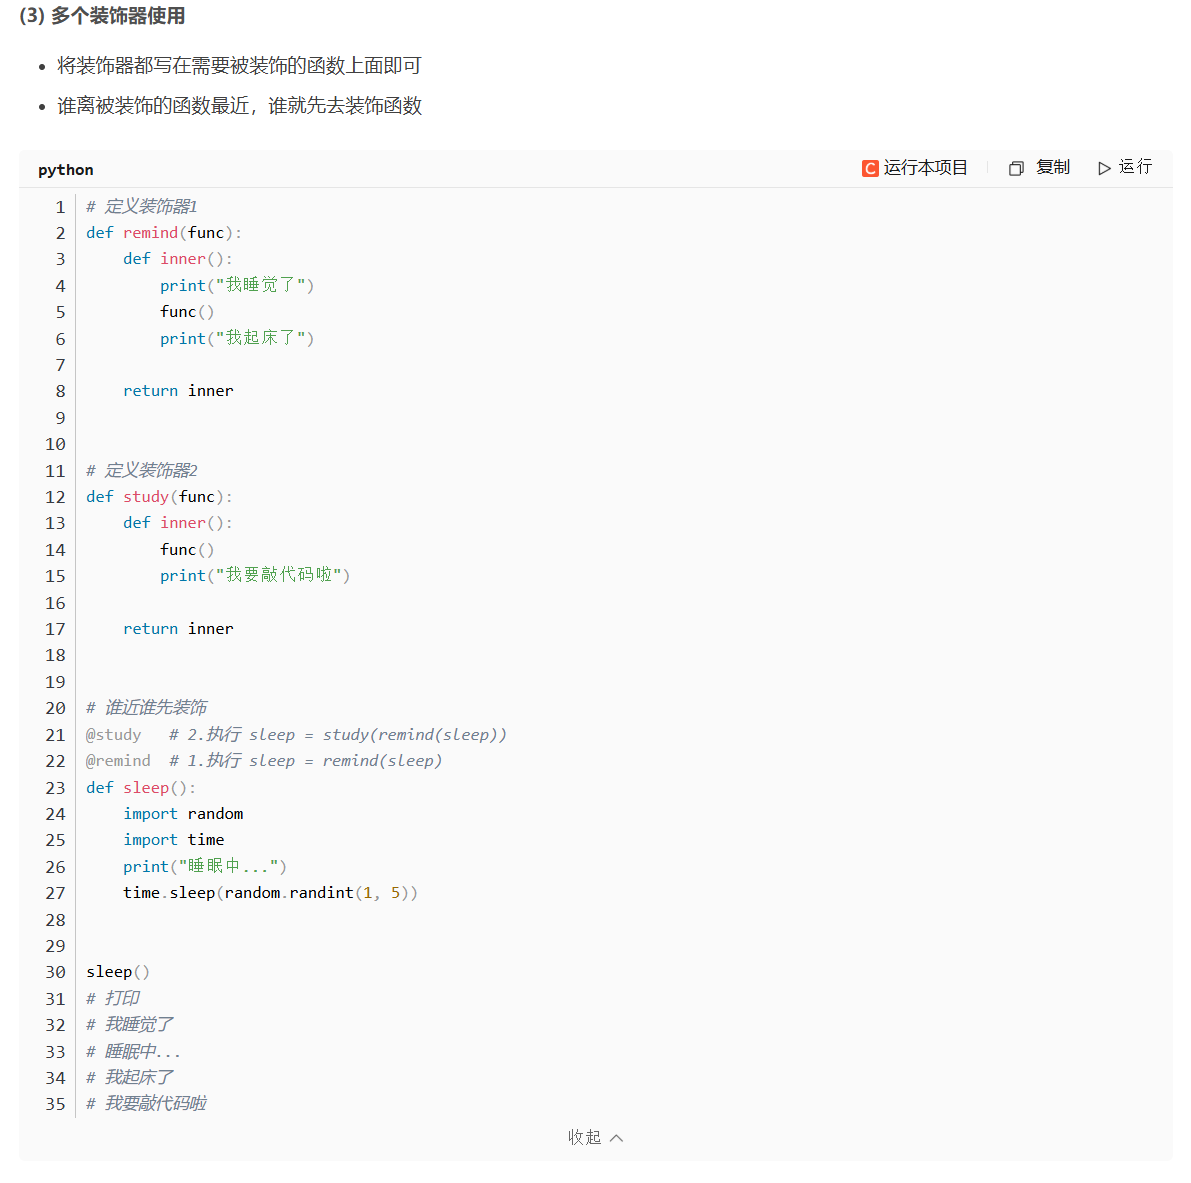 (3) 多个装饰器使用
• 将装饰器都写在需要被装饰的函数上面即可
• 谁离被装饰的函数最近，谁就先去装饰函数
python C 运行本项目 复制 运行
1 # 定义装饰器1
2 def remind(func):
3     def inner():
4         print("我睡觉了")
5         func()
6         print("我起床了")
7
8     return inner
9
10
11 # 定义装饰器2
12 def study(func):
13     def inner():
14         func()
15         print("我要敲代码啦")
16
17     return inner
18
19
20 # 谁近谁先装饰
21 @study   # 2.执行 sleep = study(remind(sleep))
22 @remind  # 1.执行 sleep = remind(sleep)
23 def sleep():
24     import random
25     import time
26     print("睡眠中...")
27     time.sleep(random.randint(1, 5))
28
29
30 sleep()
31 # 打印
32 # 我睡觉了
33 # 睡眠中...
34 # 我起床了
35 # 我要敲代码啦
收起